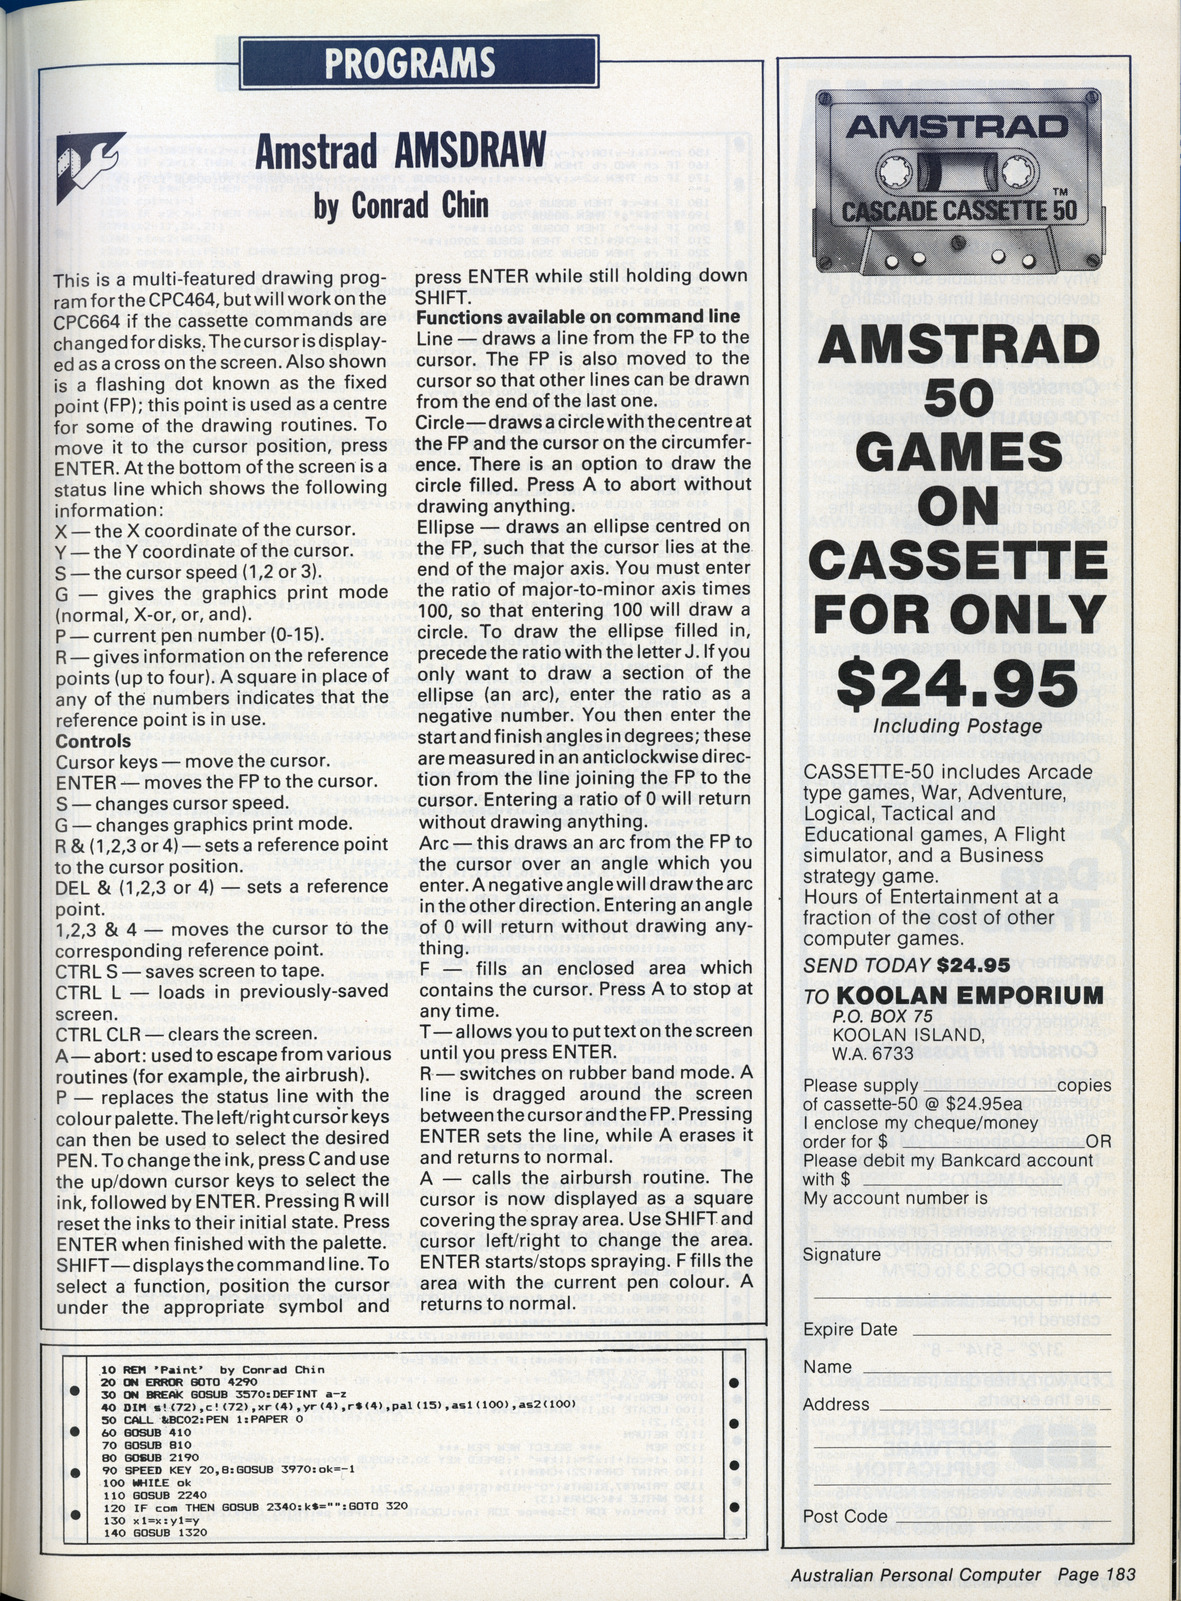 PROGRAMS
Amstrad AMSDRAW
by Conrad Chin
This is a multi-featured drawing prog-
ram for the CPC464, but will work on the
CPC664 if the cassette commands are
changed for disks. The cursor is display-
ed as a cross on the screen. Also shown
is a flashing dot known as the fixed
point (FP); this point is used as a centre
for some of the drawing routines. To
move it to the cursor position, press
ENTER. At the bottom of the screen is a
status line which shows the following
information:
X — the X coordinate of the cursor.
Y — the Y coordinate of the cursor.
S — the cursor speed (1,2 or 3).
G — gives the graphics print mode
(normal, X-or, or, and).
P — current pen number (0-15).
R — gives information on the reference
points (up to four). A square in place of
any of the numbers indicates that the
reference point is in use.
Controls
Cursor keys — move the cursor.
ENTER — moves the FP to the cursor.
S — changes cursor speed.
G — changes graphics print mode.
R & (1,2,3 or 4) — sets a reference point
to the cursor position.
DEL & (1,2,3 or 4) — sets a reference
point.
1,2,3 & 4 — moves the cursor to the
corresponding reference point.
CTRL S — saves screen to tape.
CTRL L — loads in previously-saved
screen.
CTRL CLR — clears the screen.
A — abort: used to escape from various
routines (for example, the airbrush).
P — replaces the status line with the
colour palette. The left/right cursor keys
can then be used to select the desired
PEN. To change the ink, press C and use
the up/down cursor keys to select the
ink, followed by ENTER. Pressing R will
reset the inks to their initial state. Press
ENTER when finished with the palette.
SHIFT — displays the command line. To
select a function, position the cursor
under the appropriate symbol and
press ENTER while still holding down
SHIFT.
Functions available on command line
Line — draws a line from the FP to the
cursor. The FP is also moved to the
cursor so that other lines can be drawn
from the end of the last one.
Circle — draws a circle with the centre at
the FP and the cursor on the circumfer-
ence. There is an option to draw the
circle filled. Press A to abort without
drawing anything.
Ellipse — draws an ellipse centred on
the FP, such that the cursor lies at the
end of the major axis. You must enter
the ratio of major-to-minor axis times
100, so that entering 100 will draw a
circle. To draw the ellipse filled in,
precede the ratio with the letter J. If you
only want to draw a section of the
ellipse (an arc), enter the ratio as a
negative number. You then enter the
start and finish angles in degrees; these
are measured in an anticlockwise direc-
tion from the line joining the FP to the
cursor. Entering a ratio of 0 will return
without drawing anything.
Arc — this draws an arc from the FP to
the cursor over an angle which you
enter. A negative angle will draw the arc
in the other direction. Entering an angle
of 0 will return without drawing any-
thing.
F — fills an enclosed area which
contains the cursor. Press A to stop at
any time.
T — allows you to put text on the screen
until you press ENTER.
R — switches on rubber band mode. A
line is dragged around the screen
between the cursor and the FP. Pressing
ENTER sets the line, while A erases it
and returns to normal.
A — calls the airbrush routine. The
cursor is now displayed as a square
covering the spray area. Use SHIFT and
cursor left/right to change the area.
ENTER starts/stops spraying. F fills the
area with the current pen colour. A
returns to normal.
10 REM 'Paint' by Conrad Chin
20 ON ERROR GOTO 4290
30 ON BREAK GOSUB 3570:DEFINT a-z
40 DIM s!(72),c!(72),xr(4),yr(4),r$(4),pal(15),as1(100),as2(100)
50 CALL &BC02:PEN 1:PAPER 0
60 GOSUB 410
70 GOSUB 810
80 GOSUB 2190
90 SPEED KEY 20,8:GOSUB 3970:ok=-1
100 WHILE ok
110 GOSUB 2240
120 IF com THEN GOSUB 2340:k$="":GOTO 320
130 x1=x:y1=y
140 GOSUB 1320
AMSTRAD
TM
CASCADE CASSETTE 50
AMSTRAD
50
GAMES
ON
CASSETTE
FOR ONLY
$24.95
Including Postage
CASSETTE-50 includes Arcade
type games, War, Adventure,
Logical, Tactical and
Educational games, A Flight
simulator, and a Business
strategy game.
Hours of Entertainment at a
fraction of the cost of other
computer games.
SEND TODAY $24.95
TO KOOLAN EMPORIUM
P.O. BOX 75
KOOLAN ISLAND,
W.A. 6733
Please supply ____ copies
of cassette-50 @ $24.95ea
I enclose my cheque/money
order for $ ____ OR
Please debit my Bankcard account
with $ ____
My account number is
Signature
Expire Date
Name
Address
Post Code
Australian Personal Computer Page 183